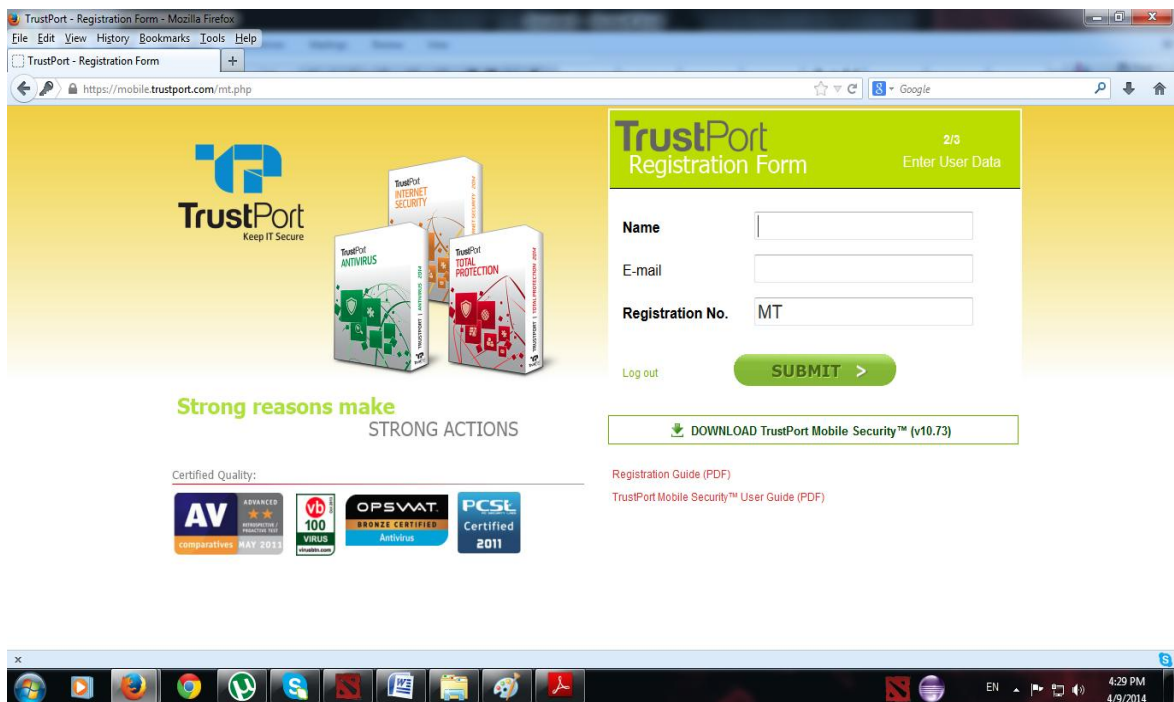 TrustPort - Registration Form - Mozilla Firefox
File Edit View History Bookmarks Tools Help
TrustPort - Registration Form +
https://mobile.trustport.com/mt.php
Google
TrustPort
Keep IT Secure
TrustPort
INTERNET
SECURITY
TrustPort
ANTIVIRUS
TrustPort
TOTAL
PROTECTION
Strong reasons make
STRONG ACTIONS
Certified Quality:
AV
comparatives
ADVANCED
MAY 2011
vb
100
VIRUS
virusbtn.com
OPSWAT.
BRONZE CERTIFIED
Antivirus
PCSL
Certified
2011
TrustPort
Registration Form
2/3
Enter User Data
Name
E-mail
Registration No. MT
Log out
SUBMIT >
DOWNLOAD TrustPort Mobile Security™ (v10.73)
Registration Guide (PDF)
TrustPort Mobile Security™ User Guide (PDF)
EN
4:29 PM
4/9/2014